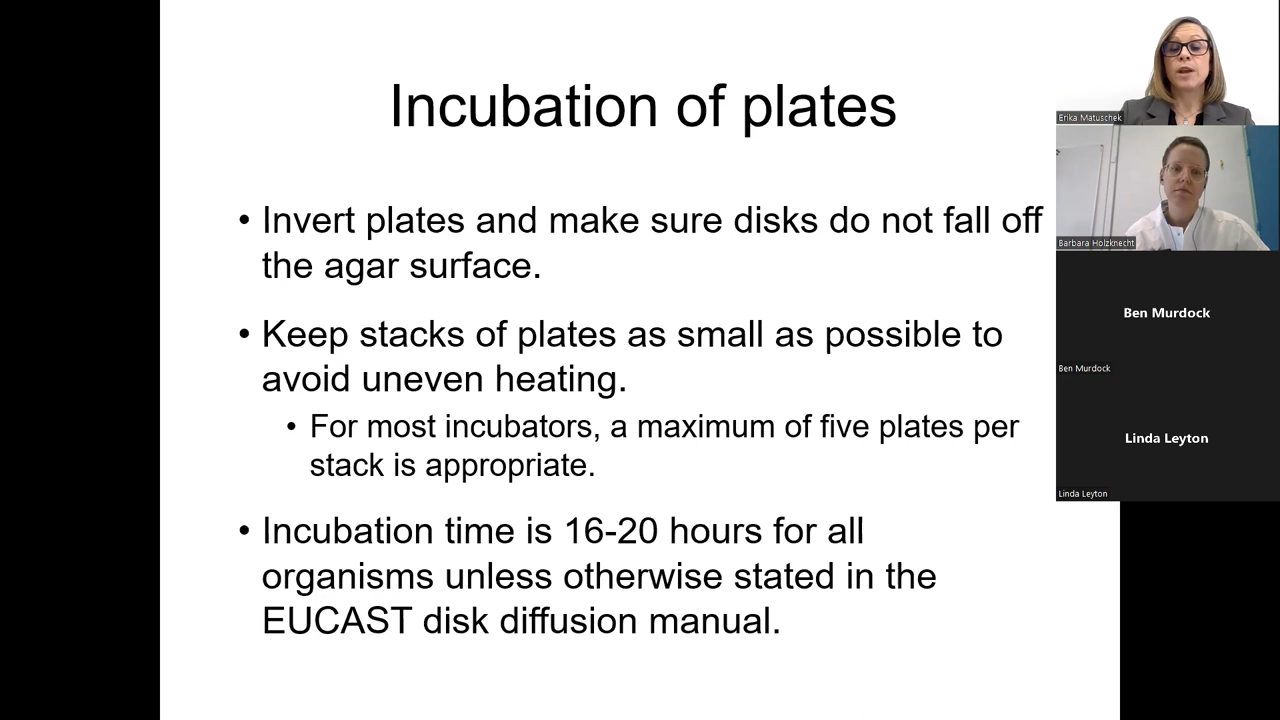 Incubation of plates
• Invert plates and make sure disks do not fall off
the agar surface.
• Keep stacks of plates as small as possible to
avoid uneven heating.
• For most incubators, a maximum of five plates per
stack is appropriate.
• Incubation time is 16-20 hours for all
organisms unless otherwise stated in the
EUCAST disk diffusion manual.
Erika Matuschek
Barbara Holzknecht
Ben Murdock
Ben Murdock
Linda Leyton
Linda Leyton